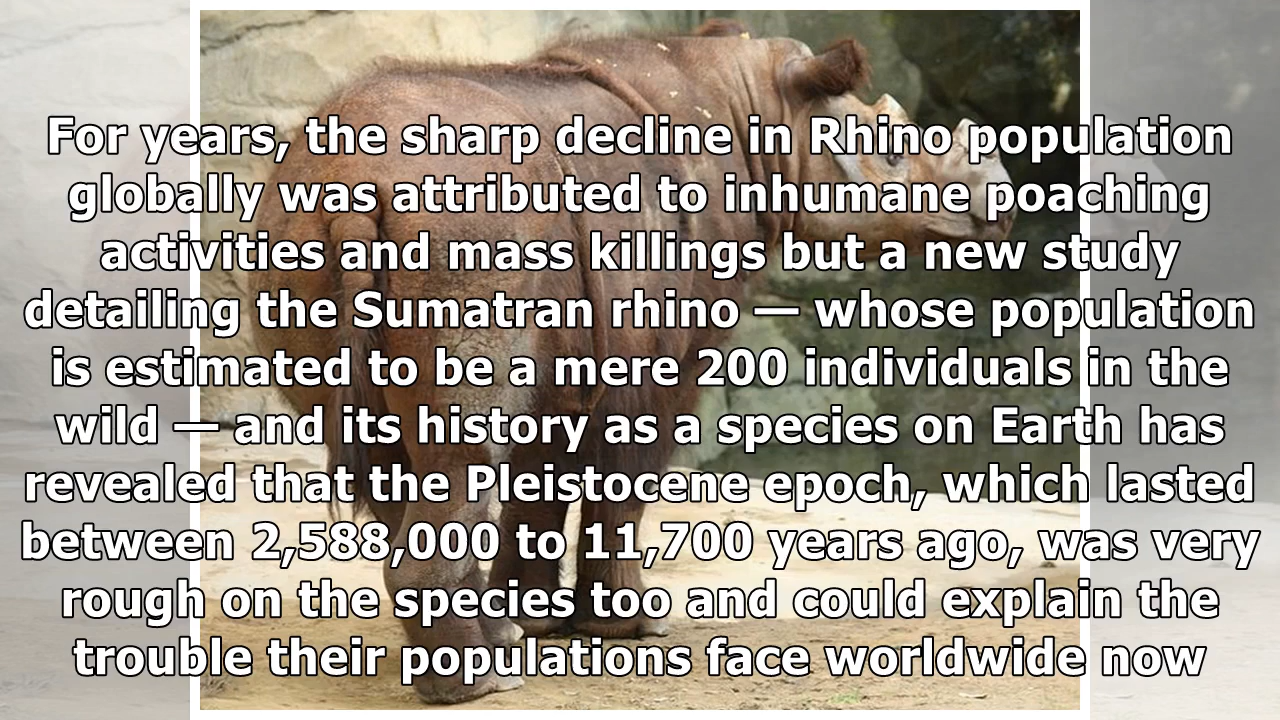 For years, the sharp decline in Rhino population
globally was attributed to inhumane poaching
activities and mass killings but a new study
detailing the Sumatran rhino — whose population
is estimated to be a mere 200 individuals in the
wild — and its history as a species on Earth has
revealed that the Pleistocene epoch, which lasted
between 2,588,000 to 11,700 years ago, was very
rough on the species too and could explain the
trouble their populations face worldwide now